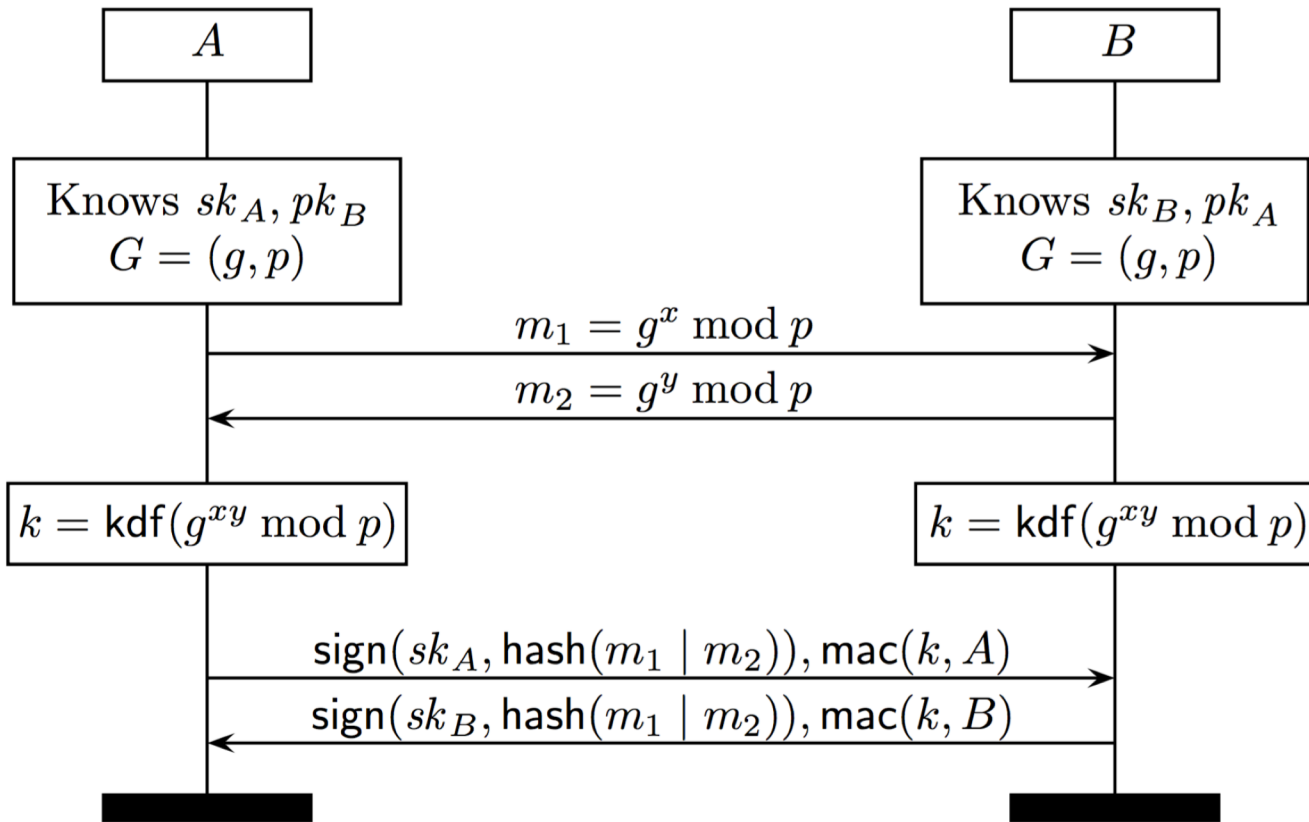 A
B
Knows sk_A, pk_B
G = (g, p)
Knows sk_B, pk_A
G = (g, p)
m_1 = g^x mod p
m_2 = g^y mod p
k = kdf(g^{xy} mod p)
k = kdf(g^{xy} mod p)
sign(sk_A, hash(m_1 | m_2)), mac(k, A)
sign(sk_B, hash(m_1 | m_2)), mac(k, B)